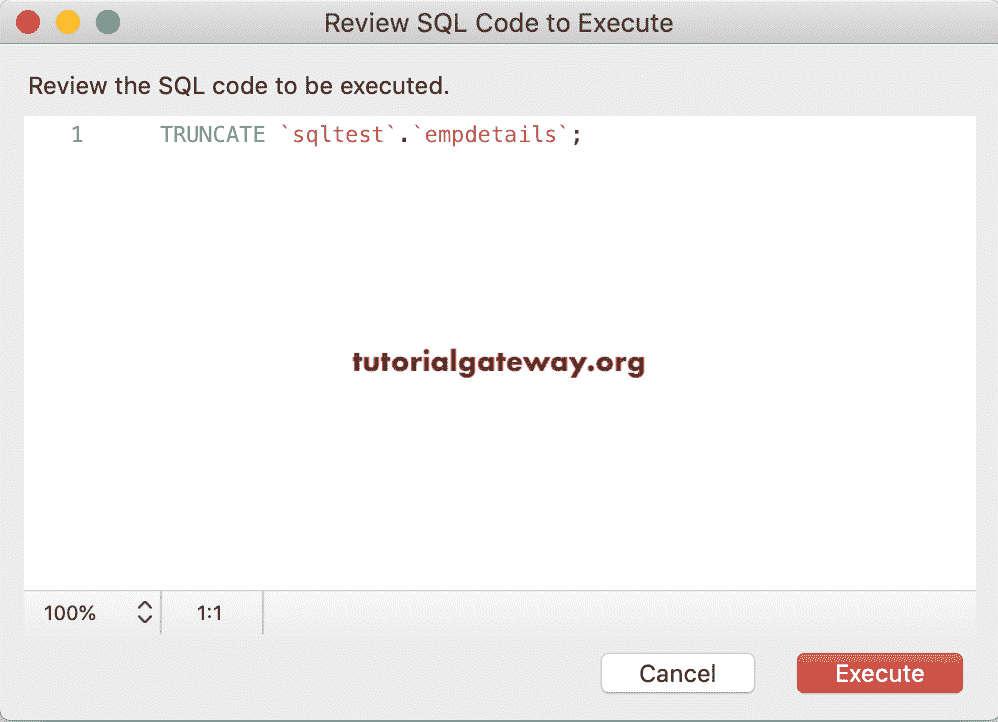 Review SQL Code to Execute
Review the SQL code to be executed.
1 TRUNCATE `sqltest`.`empdetails`;
tutorialgateway.org
100% 1:1
Cancel Execute